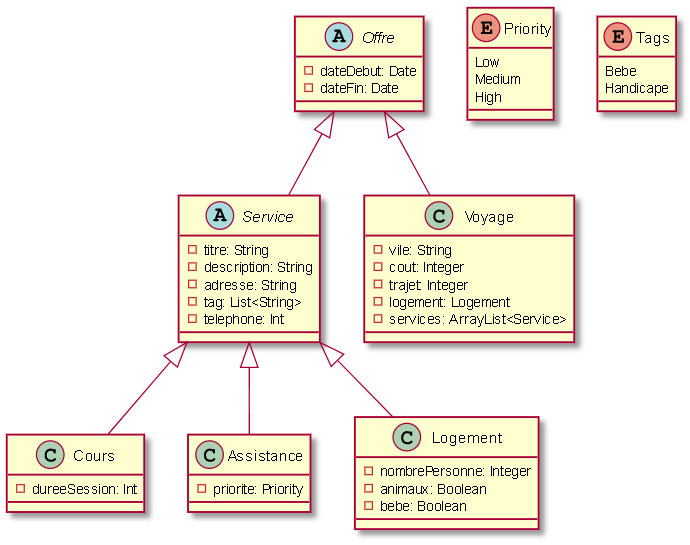 A Offre
dateDebut: Date
dateFin: Date
E Priority
Low
Medium
High
E Tags
Bebe
Handicape
A Service
titre: String
description: String
adresse: String
tag: List<String>
telephone: Int
C Voyage
vile: String
cout: Integer
trajet: Integer
logement: Logement
services: ArrayList<Service>
C Cours
dureeSession: Int
C Assistance
priorite: Priority
C Logement
nombrePersonne: Integer
animaux: Boolean
bebe: Boolean